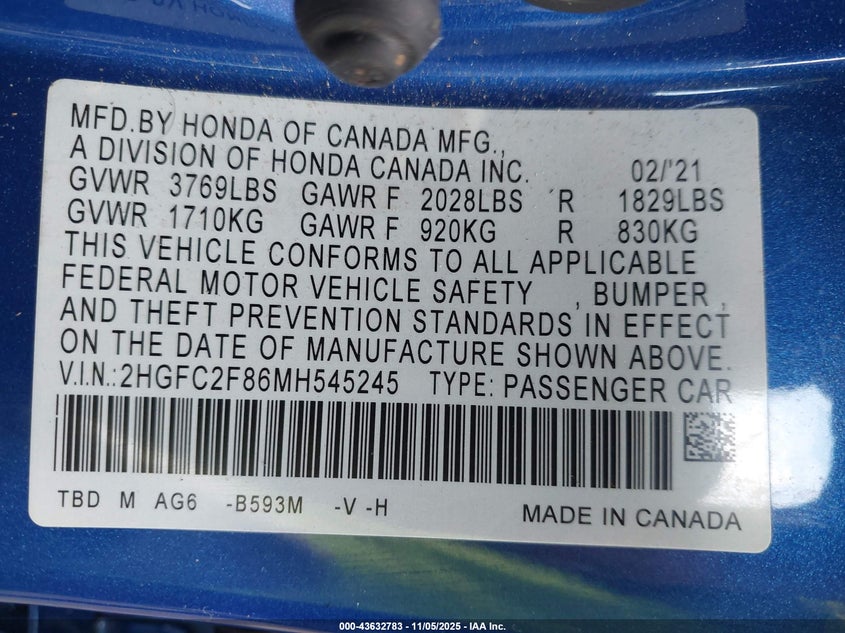 MFD.BY HONDA OF CANADA MFG.,
A DIVISION OF HONDA CANADA INC. 02/'21
GVWR 3769LBS GAWR F 2028LBS R 1829LBS
GVWR 1710KG GAWR F 920KG R 830KG
THIS VEHICLE CONFORMS TO ALL APPLICABLE
FEDERAL MOTOR VEHICLE SAFETY , BUMPER ,
AND THEFT PREVENTION STANDARDS IN EFFECT
ON THE DATE OF MANUFACTURE SHOWN ABOVE.
V.I.N.:2HGFC2F86MH545245 TYPE: PASSENGER CAR
TBD M AG6 -B593M -V -H
MADE IN CANADA
000-43632783 - 11/05/2025 - IAA Inc.